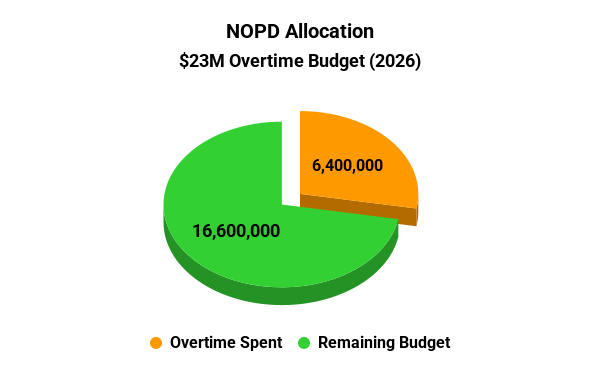 NOPD Allocation
$23M Overtime Budget (2026)
6,400,000
16,600,000
Overtime Spent
Remaining Budget